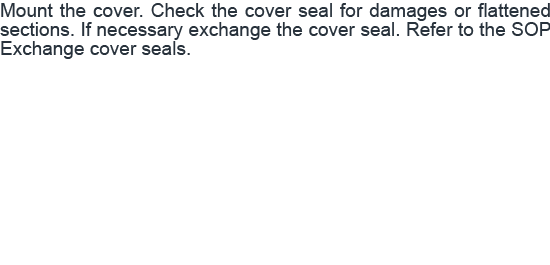 Mount the cover. Check the cover seal for damages or flattened
sections. If necessary exchange the cover seal. Refer to the SOP
Exchange cover seals.